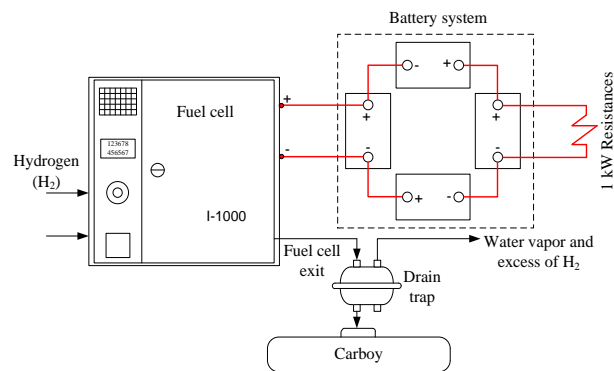 Battery system
Fuel cell
123678
456567
Hydrogen
(H2)
I-1000
+
-
-
+
+
-
+
-
+
-
1 kW Resistances
Fuel cell
exit
Water vapor and
excess of H2
Drain
trap
Carboy